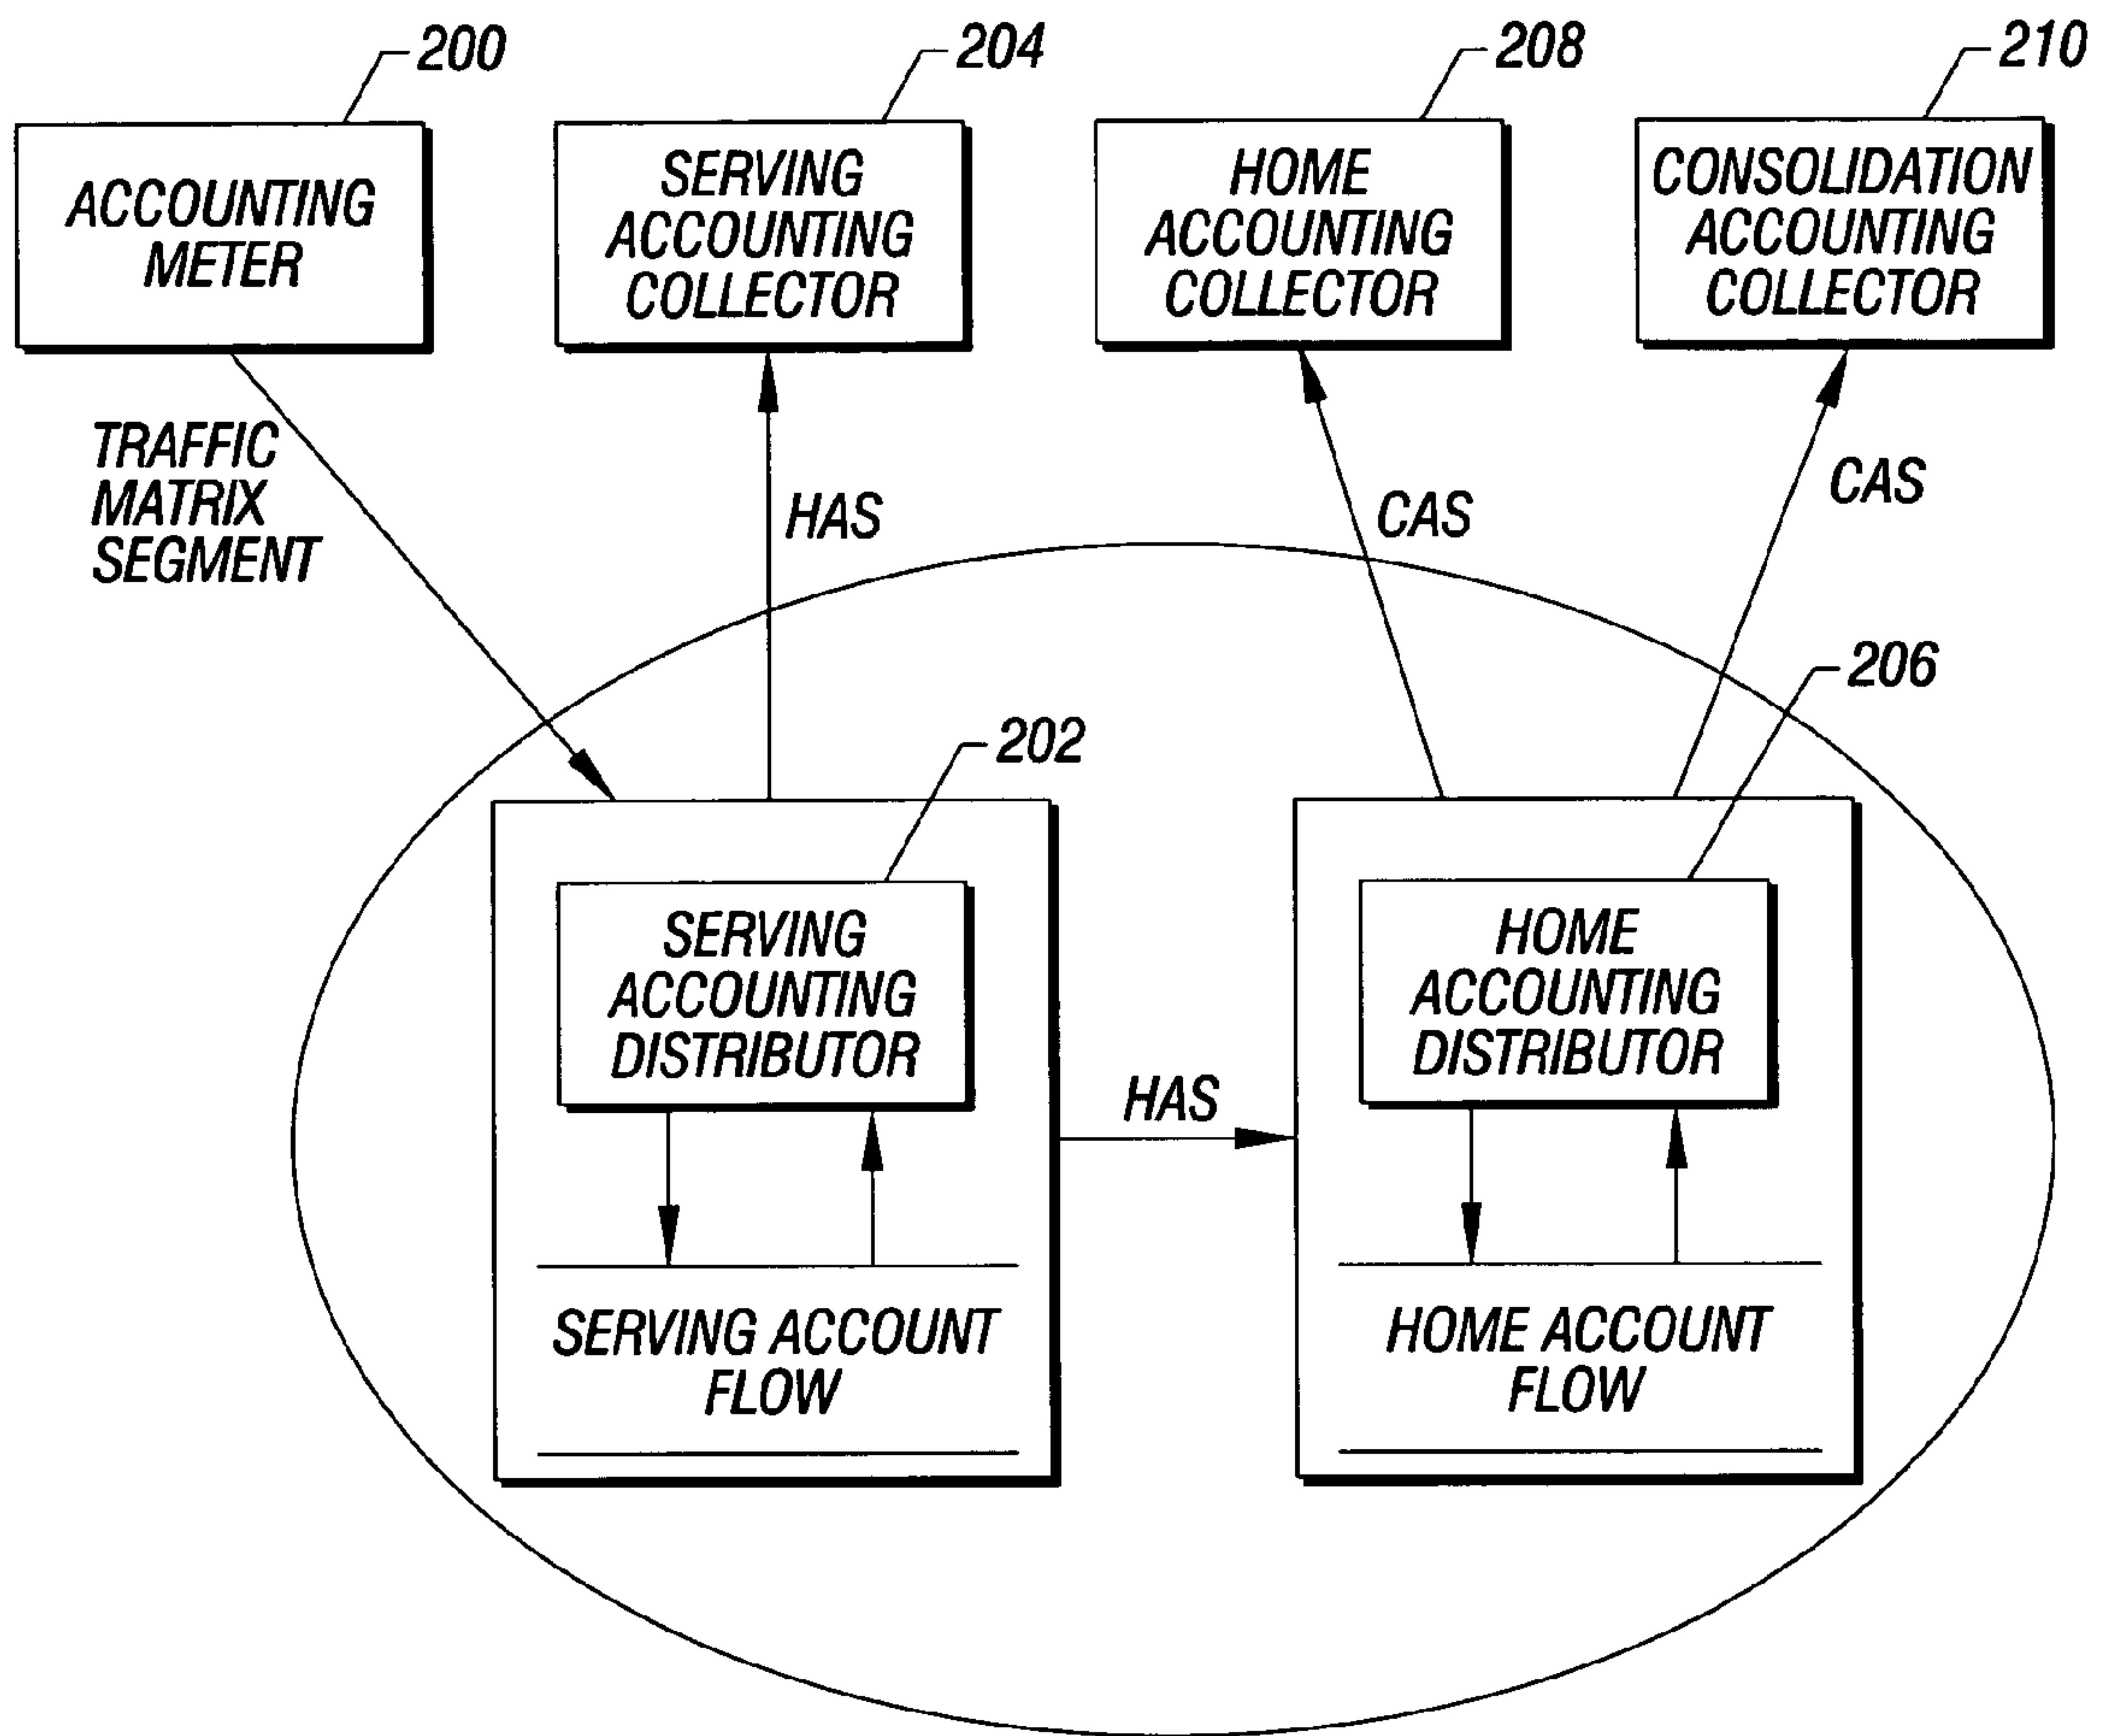 200
204
208
210
ACCOUNTING
METER
SERVING
ACCOUNTING
COLLECTOR
HOME
ACCOUNTING
COLLECTOR
CONSOLIDATION
ACCOUNTING
COLLECTOR
TRAFFIC
MATRIX
SEGMENT
HAS
CAS
CAS
202
206
SERVING
ACCOUNTING
DISTRIBUTOR
HAS
HOME
ACCOUNTING
DISTRIBUTOR
SERVING ACCOUNT
FLOW
HOME ACCOUNT
FLOW